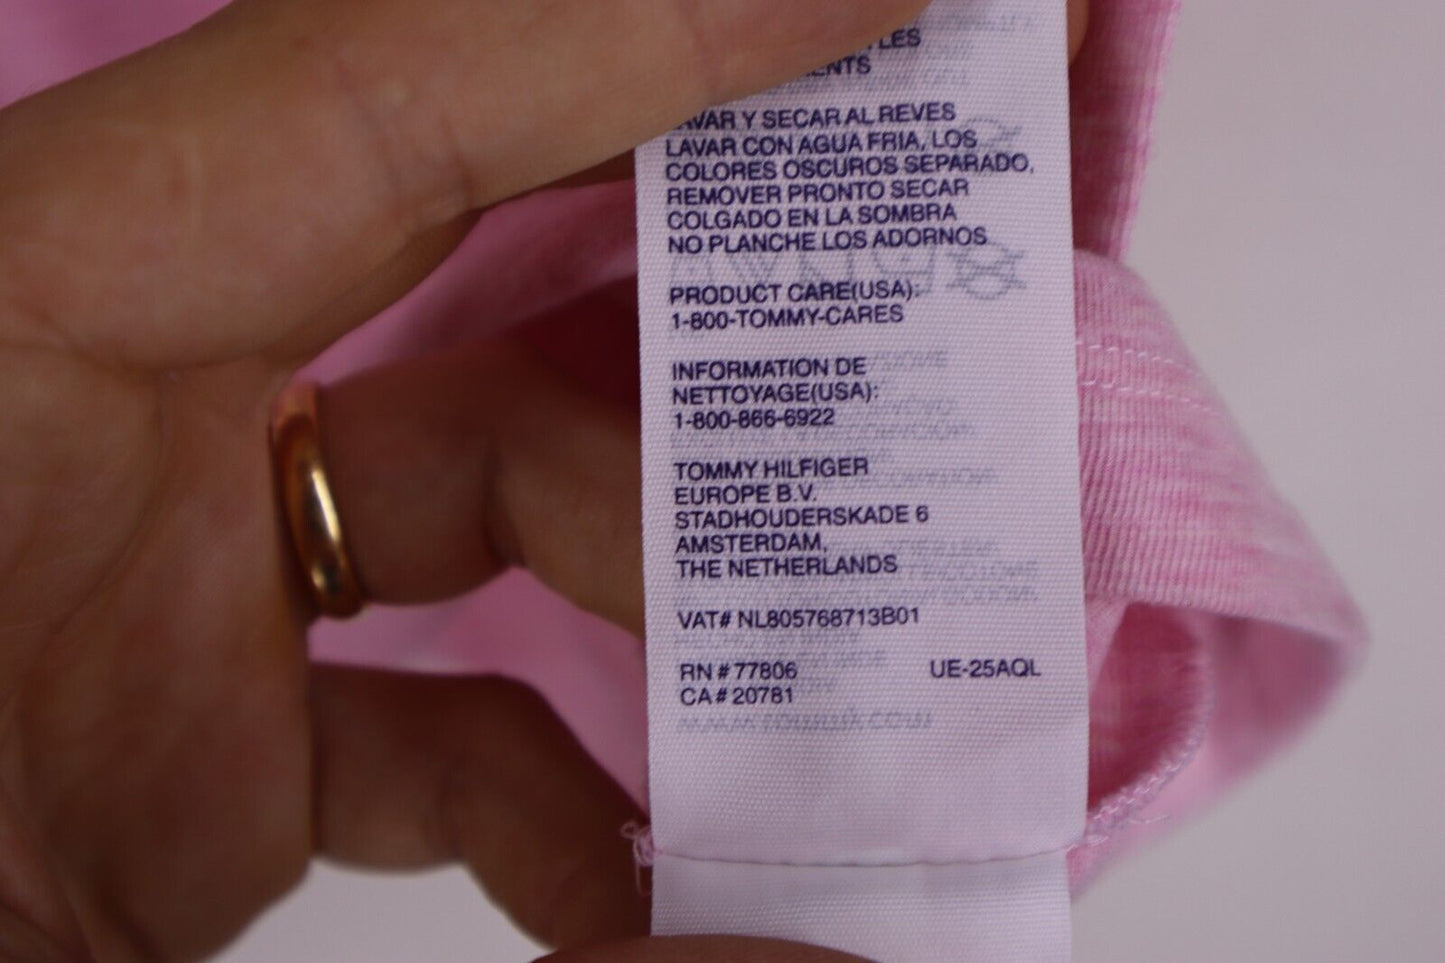 LES
LAVAR Y SECAR AL REVES
LAVAR CON AGUA FRIA, LOS
COLORES OSCUROS SEPARADO,
REMOVER PRONTO SECAR
COLGADO EN LA SOMBRA
NO PLANCHE LOS ADORNOS
PRODUCT CARE(USA):
1-800-TOMMY-CARES
INFORMATION DE
NETTOYAGE(USA):
1-800-866-6922
TOMMY HILFIGER
EUROPE B.V.
STADHOUDERSKADE 6
AMSTERDAM,
THE NETHERLANDS
VAT# NL805768713B01
RN # 77806 UE-25AQL
CA # 20781